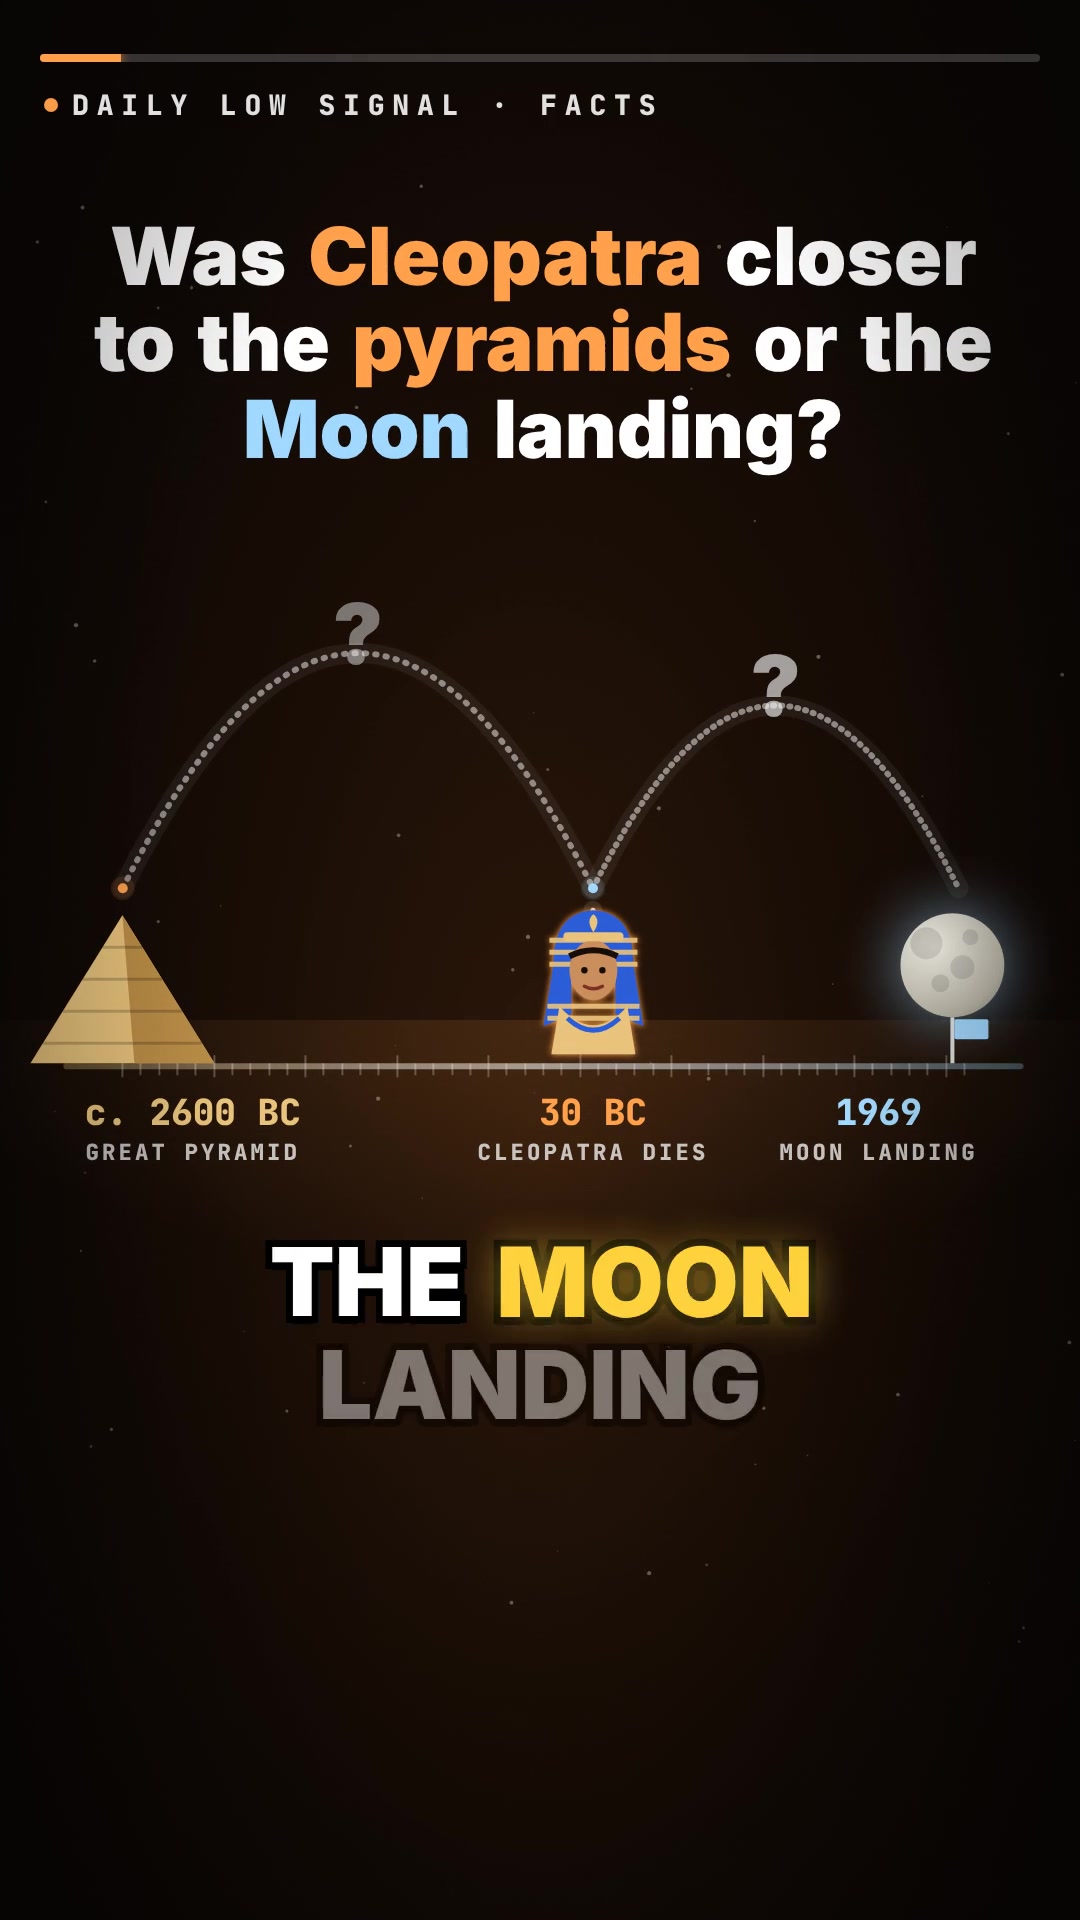 DAILY LOW SIGNAL · FACTS
Was Cleopatra closer
to the pyramids or the
Moon landing?
?
?
c. 2600 BC
GREAT PYRAMID
30 BC
CLEOPATRA DIES
1969
MOON LANDING
THE MOON
LANDING